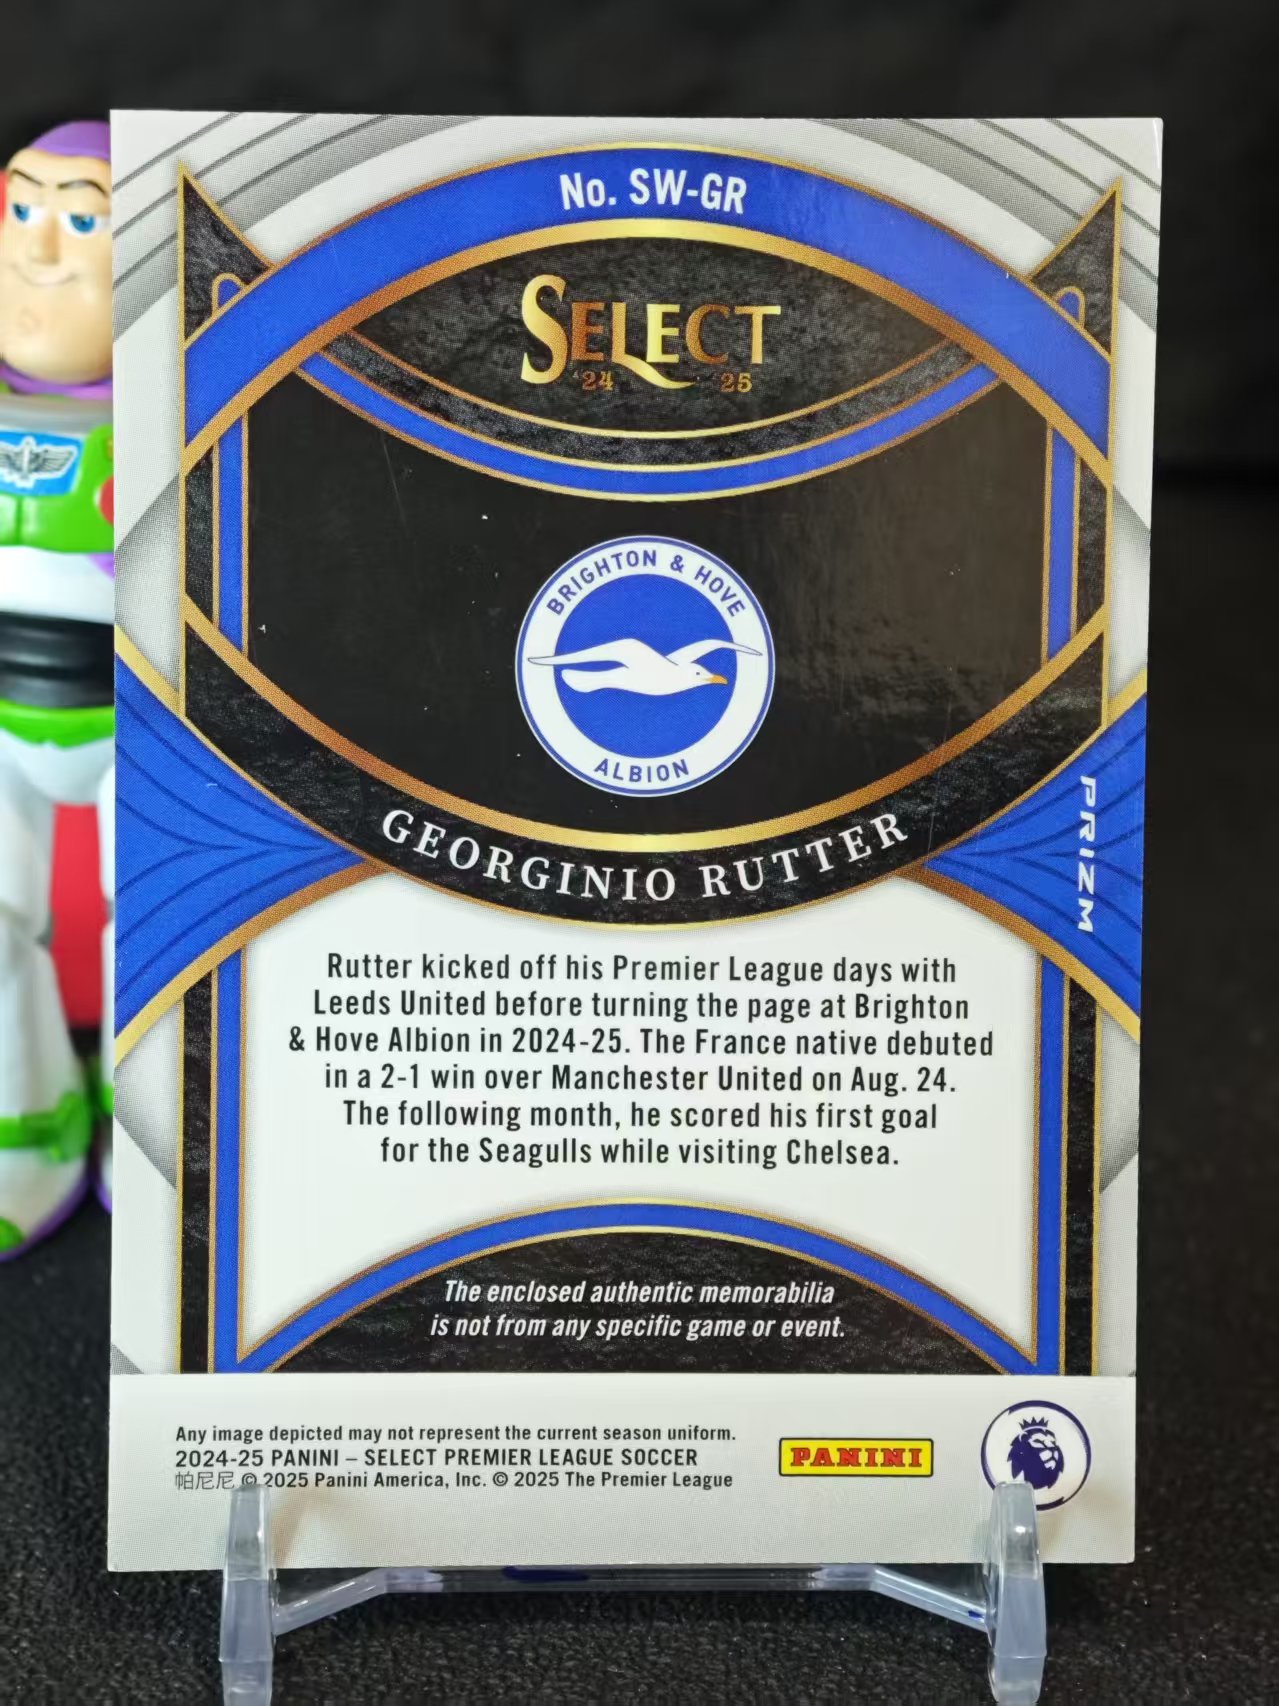 No. SW-GR
SELECT
'24 '25
BRIGHTON & HOVE
ALBION
GEORGINIO RUTTER
PRIZM
Rutter kicked off his Premier League days with
Leeds United before turning the page at Brighton
& Hove Albion in 2024-25. The France native debuted
in a 2-1 win over Manchester United on Aug. 24.
The following month, he scored his first goal
for the Seagulls while visiting Chelsea.
The enclosed authentic memorabilia
is not from any specific game or event.
Any image depicted may not represent the current season uniform.
2024-25 PANINI – SELECT PREMIER LEAGUE SOCCER
帕尼尼 © 2025 Panini America, Inc. © 2025 The Premier League
PANINI